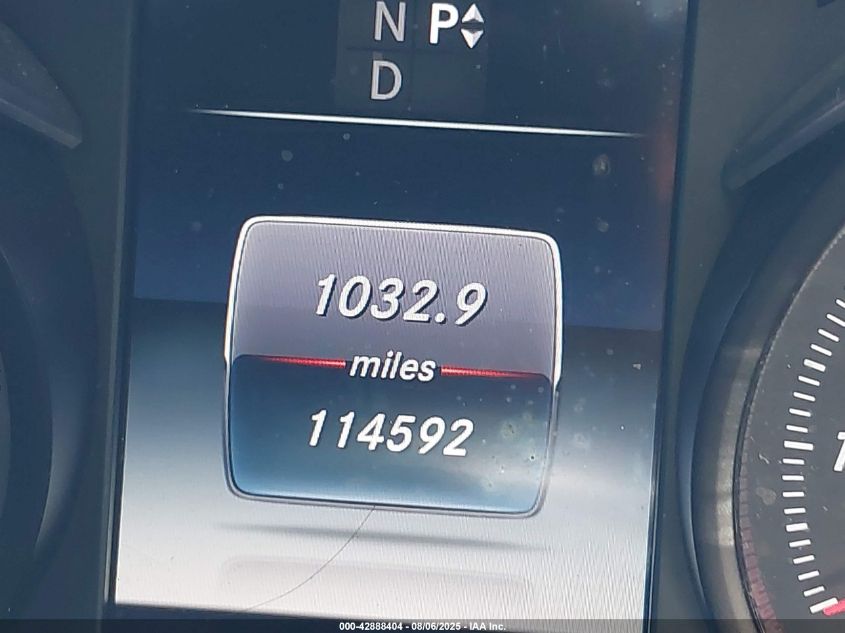 N P
D
1032.9
miles
114592
000-42888404 - 08/06/2025 - IAA Inc.